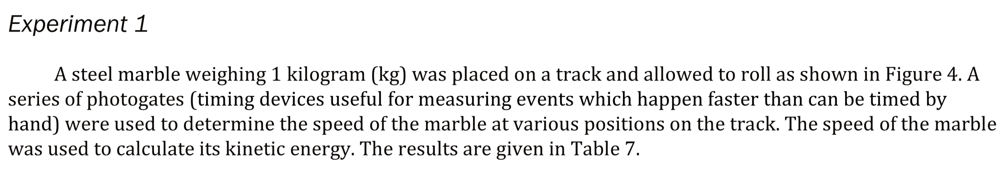 Experiment 1
A steel marble weighing 1 kilogram (kg) was placed on a track and allowed to roll as shown in Figure 4. A
series of photogates (timing devices useful for measuring events which happen faster than can be timed by
hand) were used to determine the speed of the marble at various positions on the track. The speed of the marble
was used to calculate its kinetic energy. The results are given in Table 7.